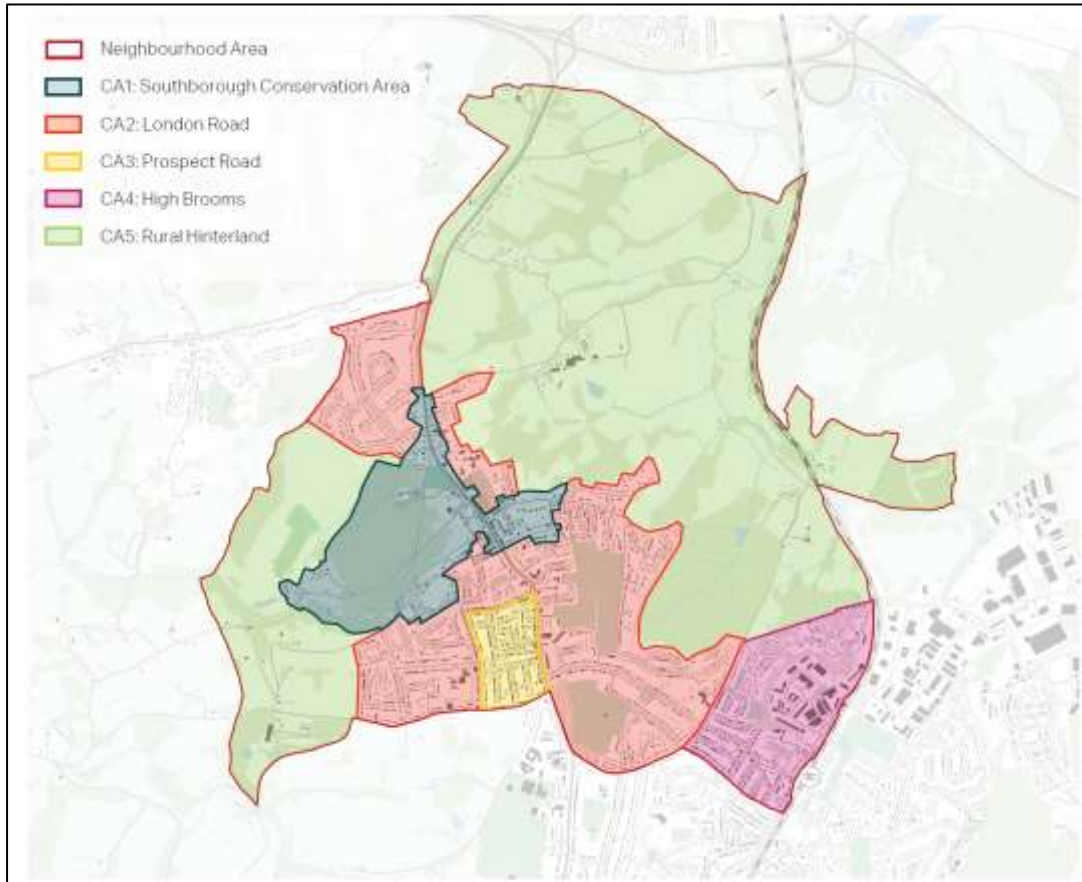 Neighbourhood Area
CA1: Southborough Conservation Area
CA2: London Road
CA3: Prospect Road
CA4: High Brooms
CA5: Rural Hinterland